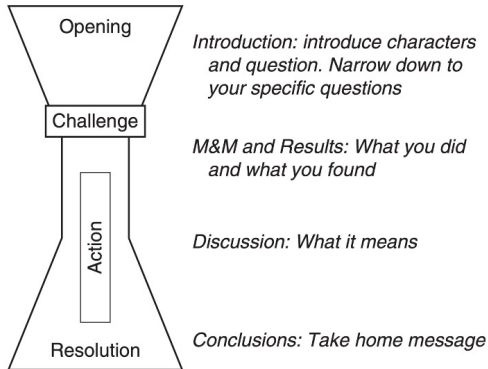 Opening
Introduction: introduce characters
and question. Narrow down to
your specific questions
Challenge
M&M and Results: What you did
and what you found
Action
Discussion: What it means
Resolution
Conclusions: Take home message